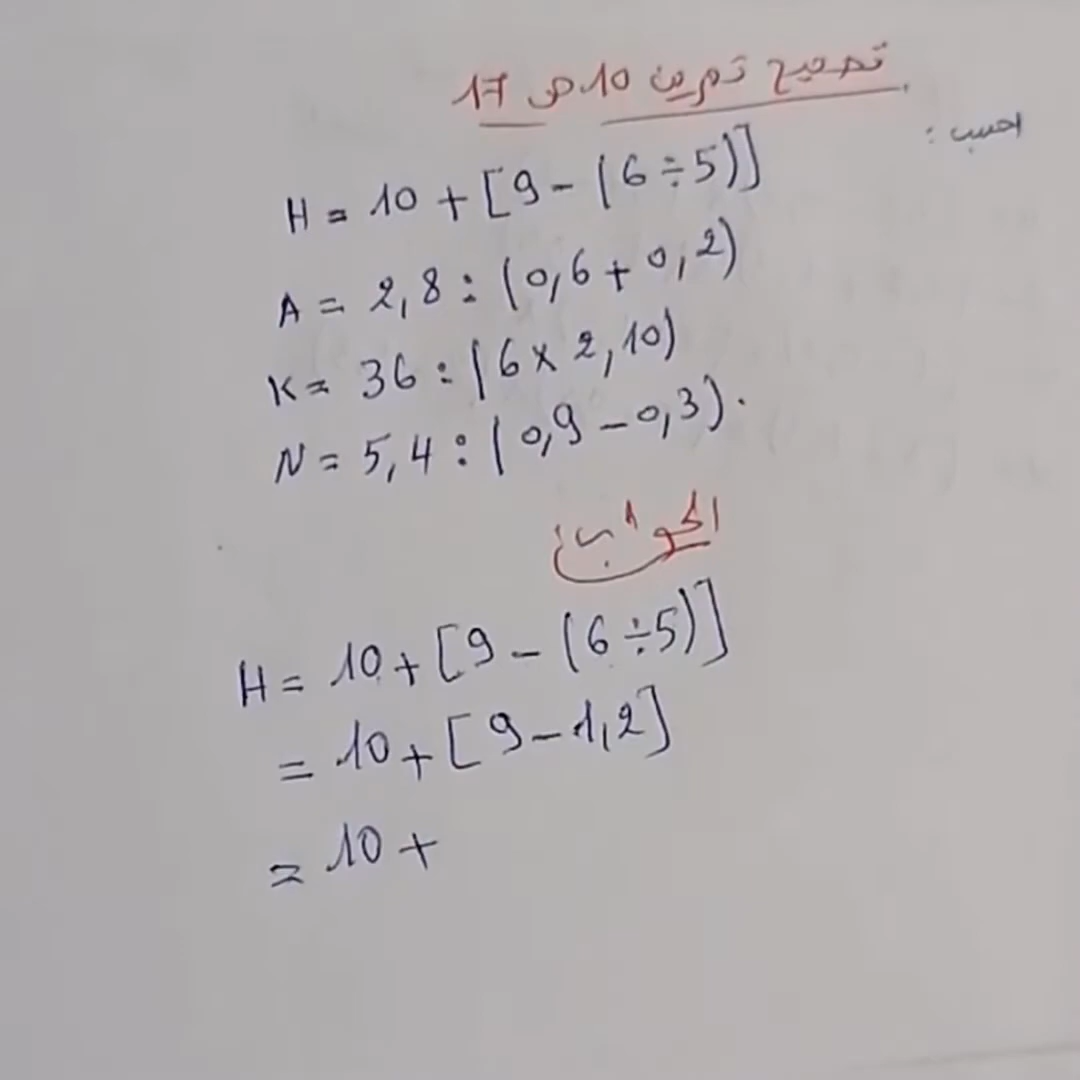 تصحيح تمرين 10 ص 17
احسب :
H = 10 + [9 - (6 ÷ 5)]
A = 2,8 : (0,6 + 0,2)
K = 36 : (6 x 2,10)
N = 5,4 : (0,9 - 0,3).
الجواب:
H = 10 + [9 - (6 ÷ 5)]
= 10 + [9 - 1,2]
= 10 +